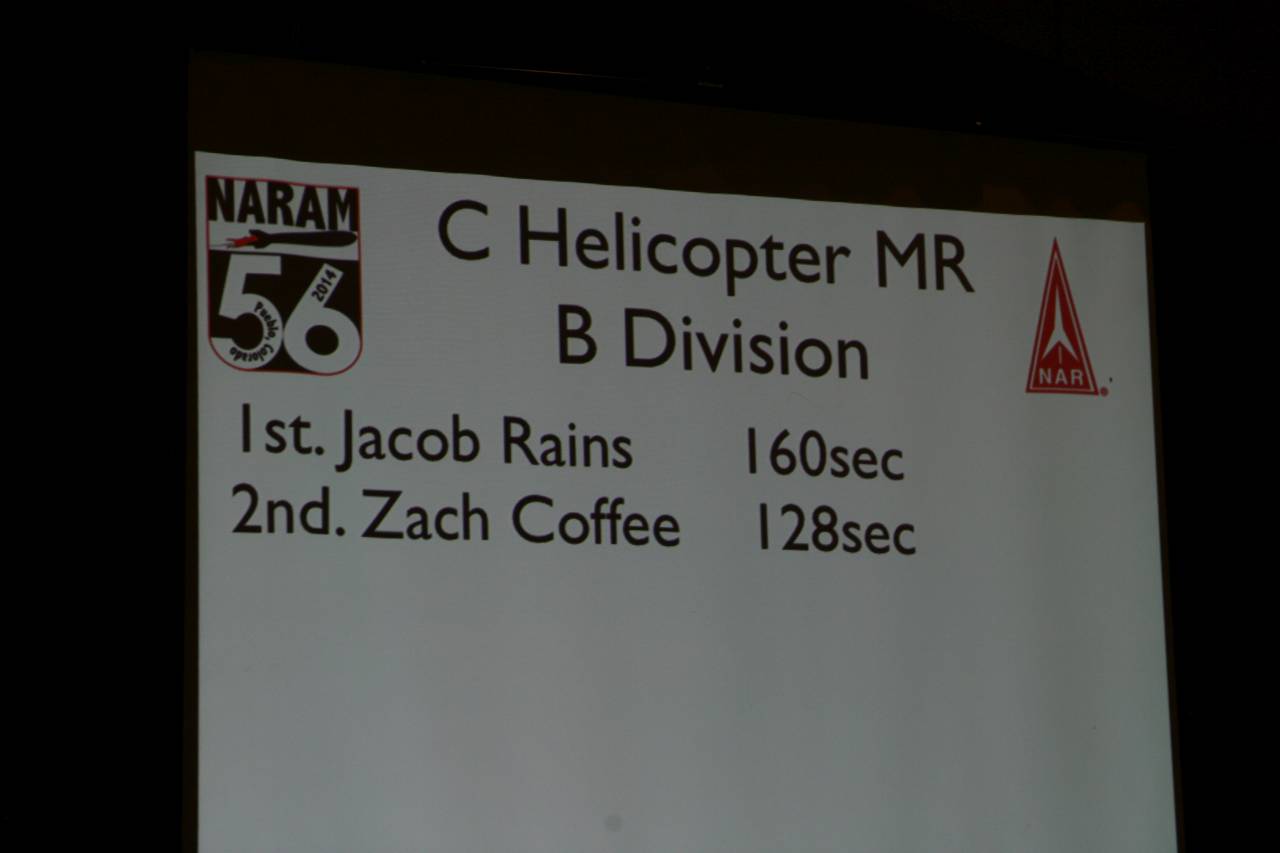 NARAM
56
2014
Pueblo, Colorado
C Helicopter MR
B Division
NAR
1st. Jacob Rains 160sec
2nd. Zach Coffee 128sec